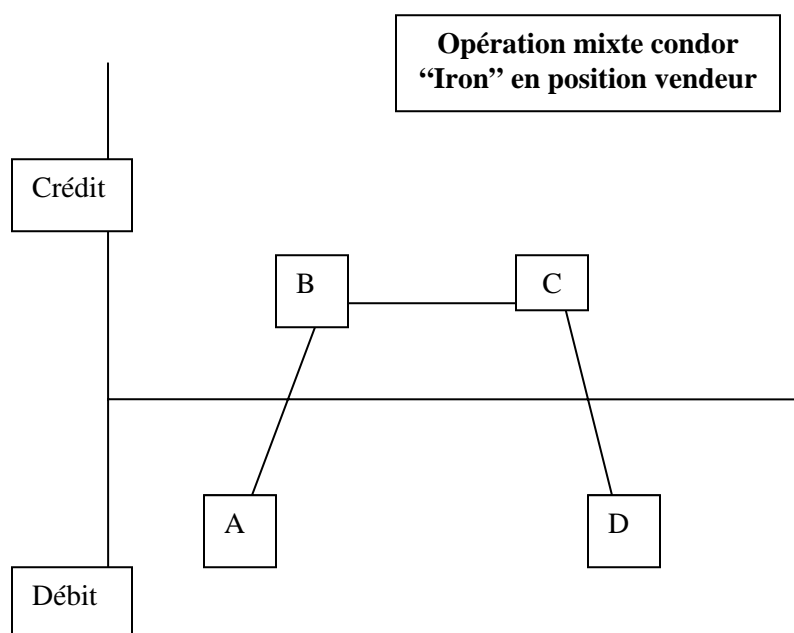 Opération mixte condor
“Iron” en position vendeur
Crédit
B
C
A
D
Débit